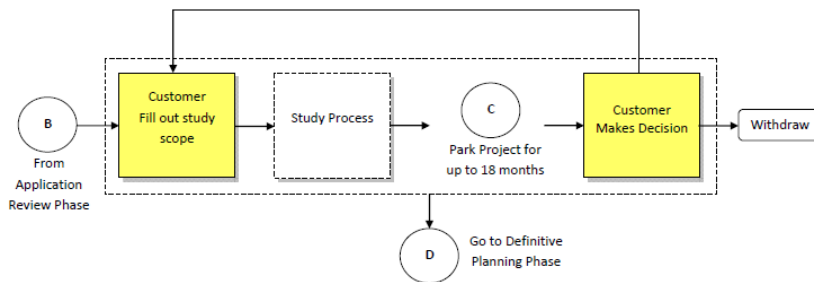 B
From
Application
Review Phase
Customer
Fill out study
scope
Study Process
C
Park Project for
up to 18 months
Customer
Makes Decision
Withdraw
D
Go to Definitive
Planning Phase